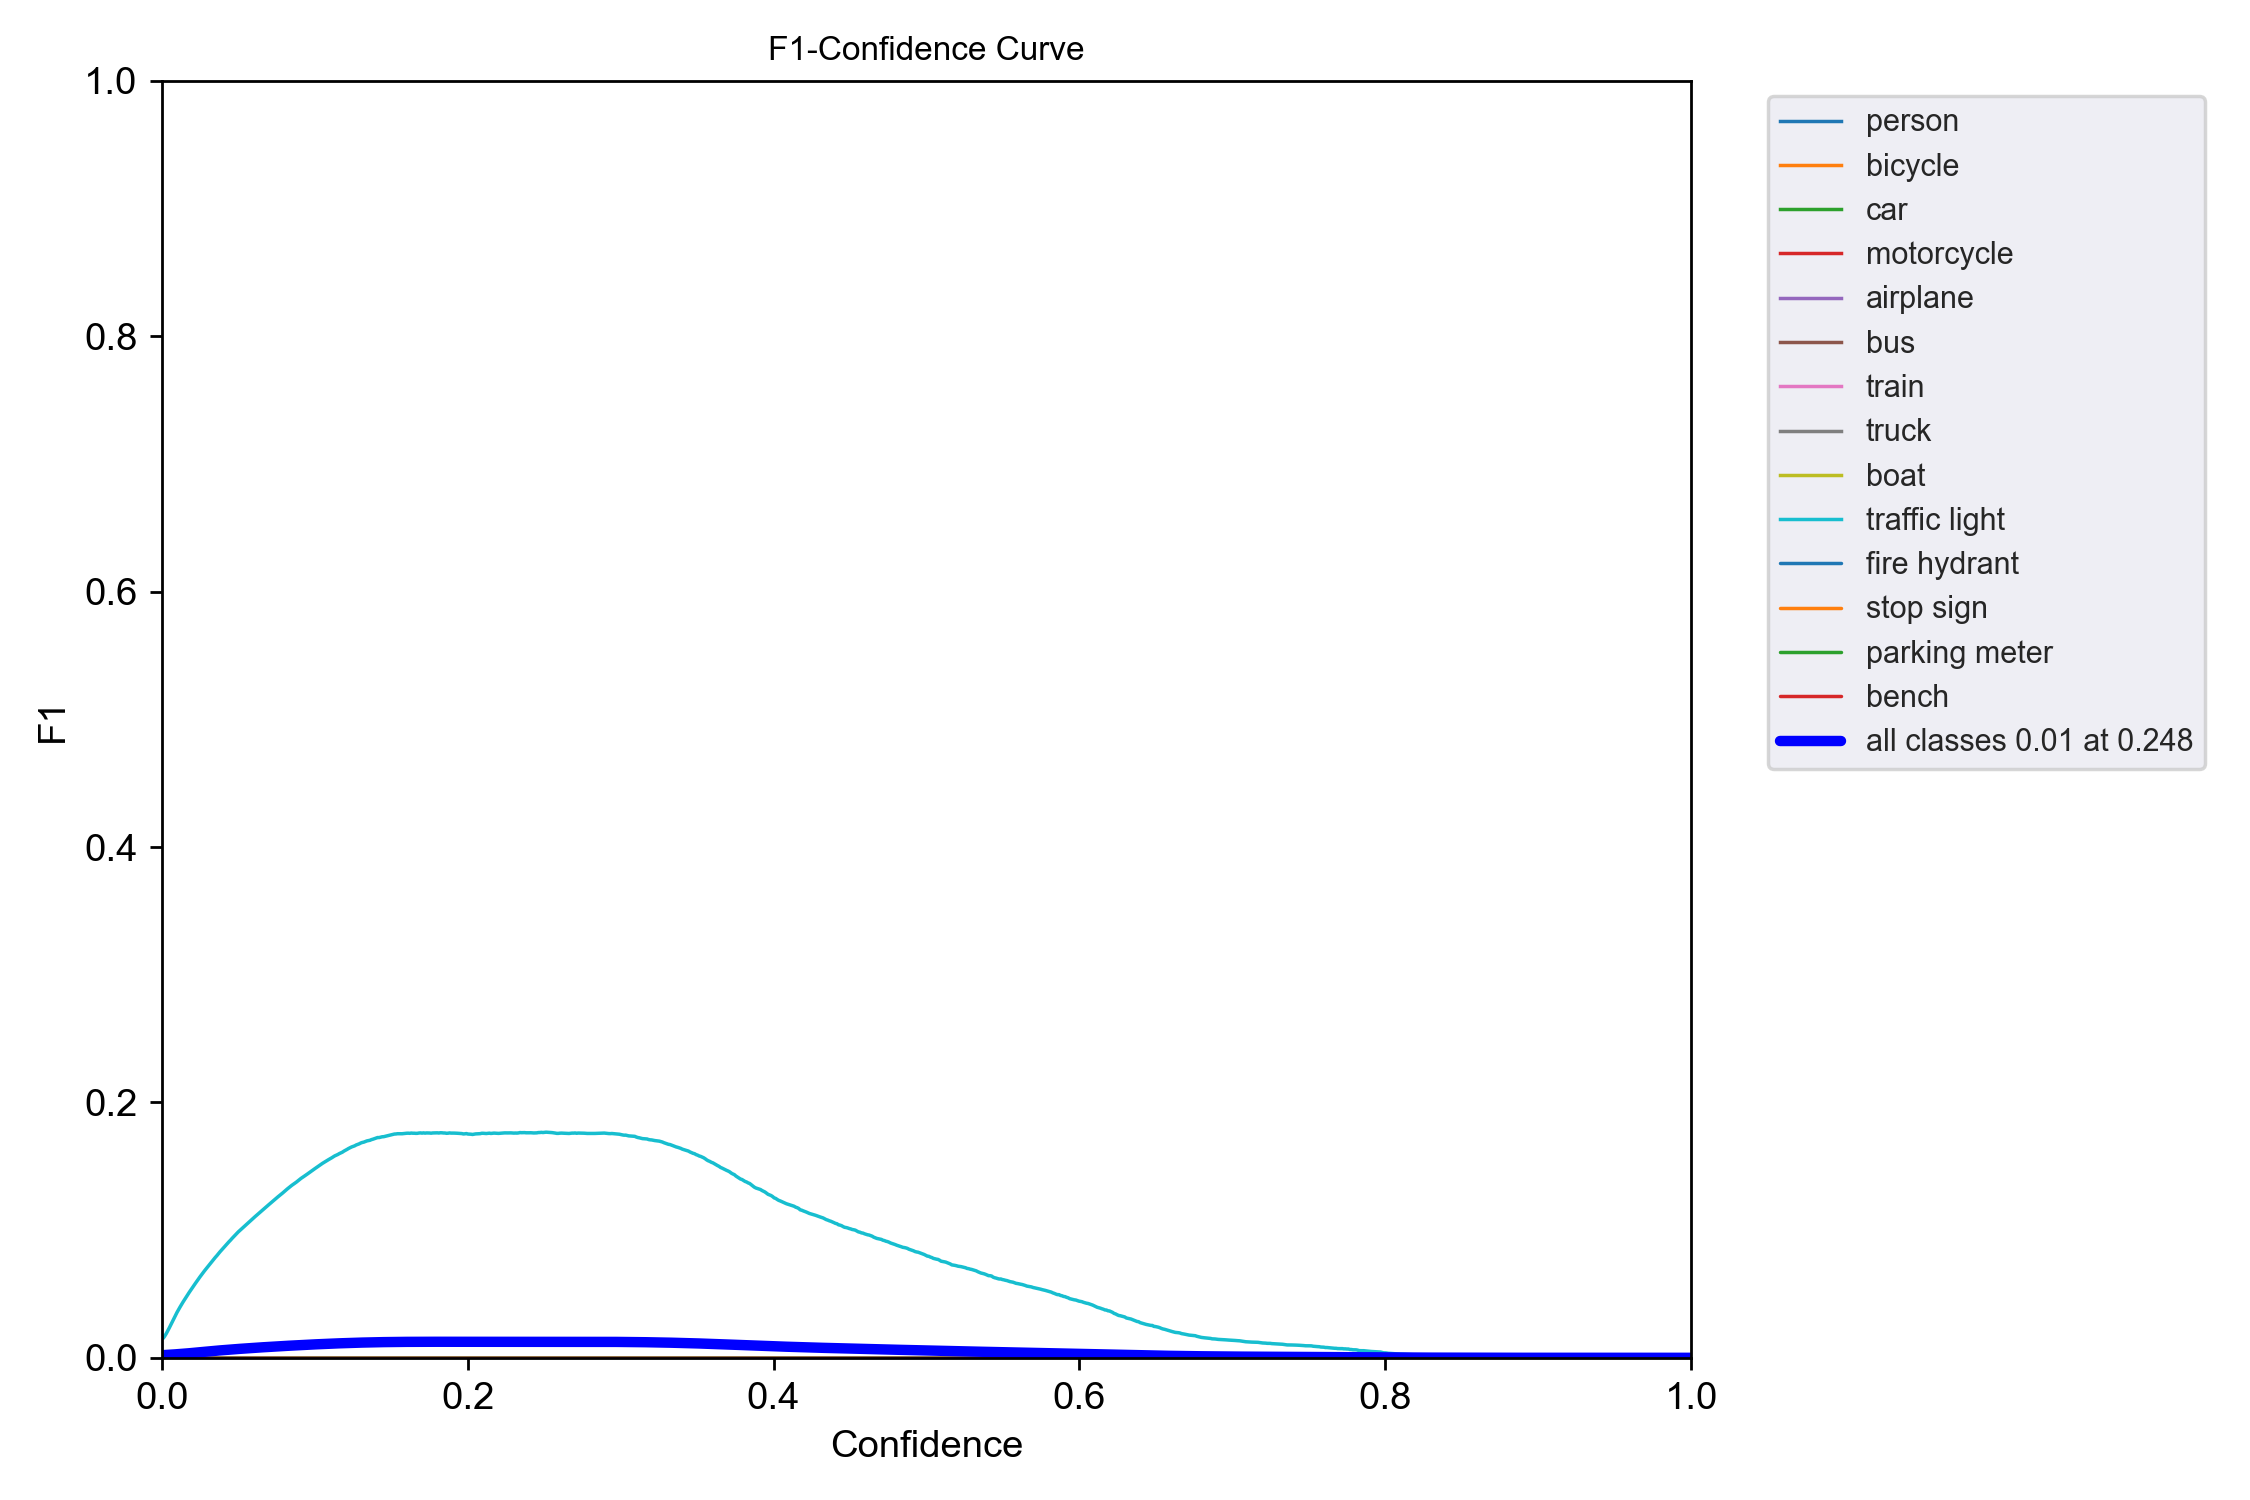 F1-Confidence Curve
1.0
0.8
0.6
0.4
0.2
0.0
F1
0.0 0.2 0.4 0.6 0.8 1.0
Confidence
person
bicycle
car
motorcycle
airplane
bus
train
truck
boat
traffic light
fire hydrant
stop sign
parking meter
bench
all classes 0.01 at 0.248